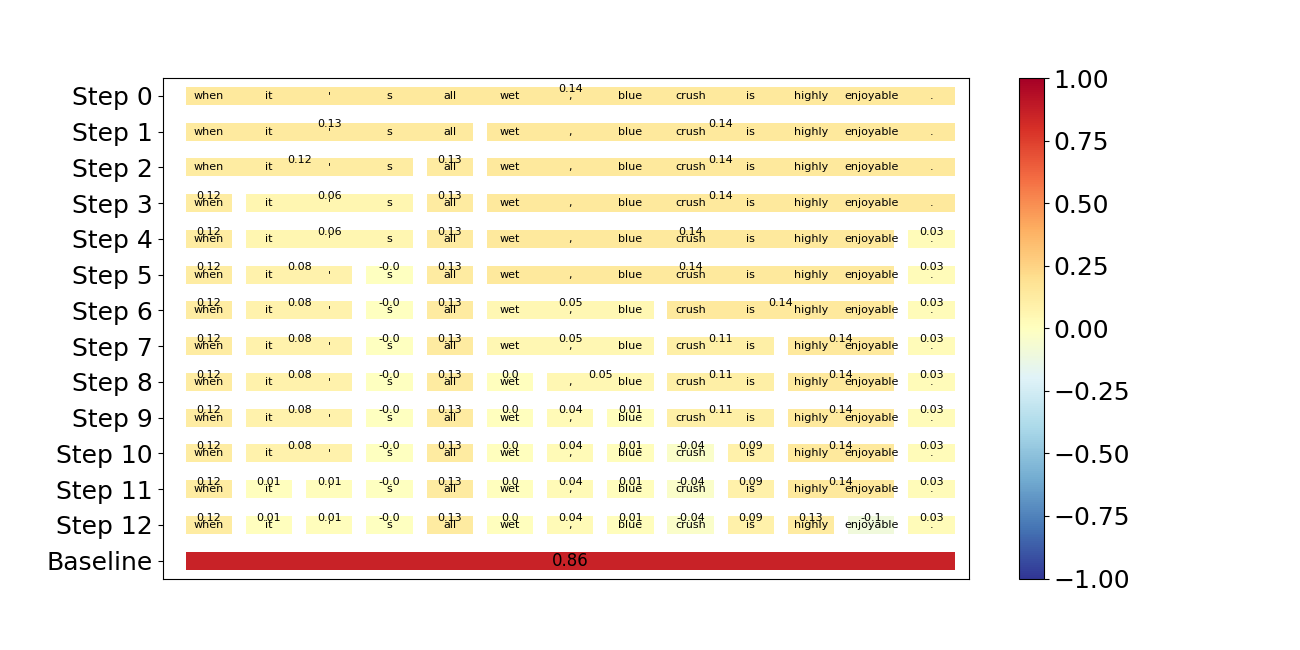 0.14
Step 0 when it ' s all wet , blue crush is highly enjoyable .
0.13 0.14
Step 1 when it ' s all wet , blue crush is highly enjoyable .
0.12 0.13 0.14
Step 2 when it ' s all wet , blue crush is highly enjoyable .
0.12 0.06 0.13 0.14
Step 3 when it ' s all wet , blue crush is highly enjoyable .
0.12 0.06 0.13 0.14 0.03
Step 4 when it ' s all wet , blue crush is highly enjoyable .
0.12 0.08 -0.0 0.13 0.14 0.03
Step 5 when it ' s all wet , blue crush is highly enjoyable .
0.12 0.08 -0.0 0.13 0.05 0.14 0.03
Step 6 when it ' s all wet , blue crush is highly enjoyable .
0.12 0.08 -0.0 0.13 0.05 0.11 0.14 0.03
Step 7 when it ' s all wet , blue crush is highly enjoyable .
0.12 0.08 -0.0 0.13 0.0 0.05 0.11 0.14 0.03
Step 8 when it ' s all wet , blue crush is highly enjoyable .
0.12 0.08 -0.0 0.13 0.0 0.04 0.01 0.11 0.14 0.03
Step 9 when it ' s all wet , blue crush is highly enjoyable .
0.12 0.08 -0.0 0.13 0.0 0.04 0.01 -0.04 0.09 0.14 0.03
Step 10 when it ' s all wet , blue crush is highly enjoyable .
0.12 0.01 0.01 -0.0 0.13 0.0 0.04 0.01 -0.04 0.09 0.14 0.03
Step 11 when it ' s all wet , blue crush is highly enjoyable .
0.12 0.01 0.01 -0.0 0.13 0.0 0.04 0.01 -0.04 0.09 0.13 -0.1 0.03
Step 12 when it ' s all wet , blue crush is highly enjoyable .
Baseline 0.86
1.00
0.75
0.50
0.25
0.00
−0.25
−0.50
−0.75
−1.00